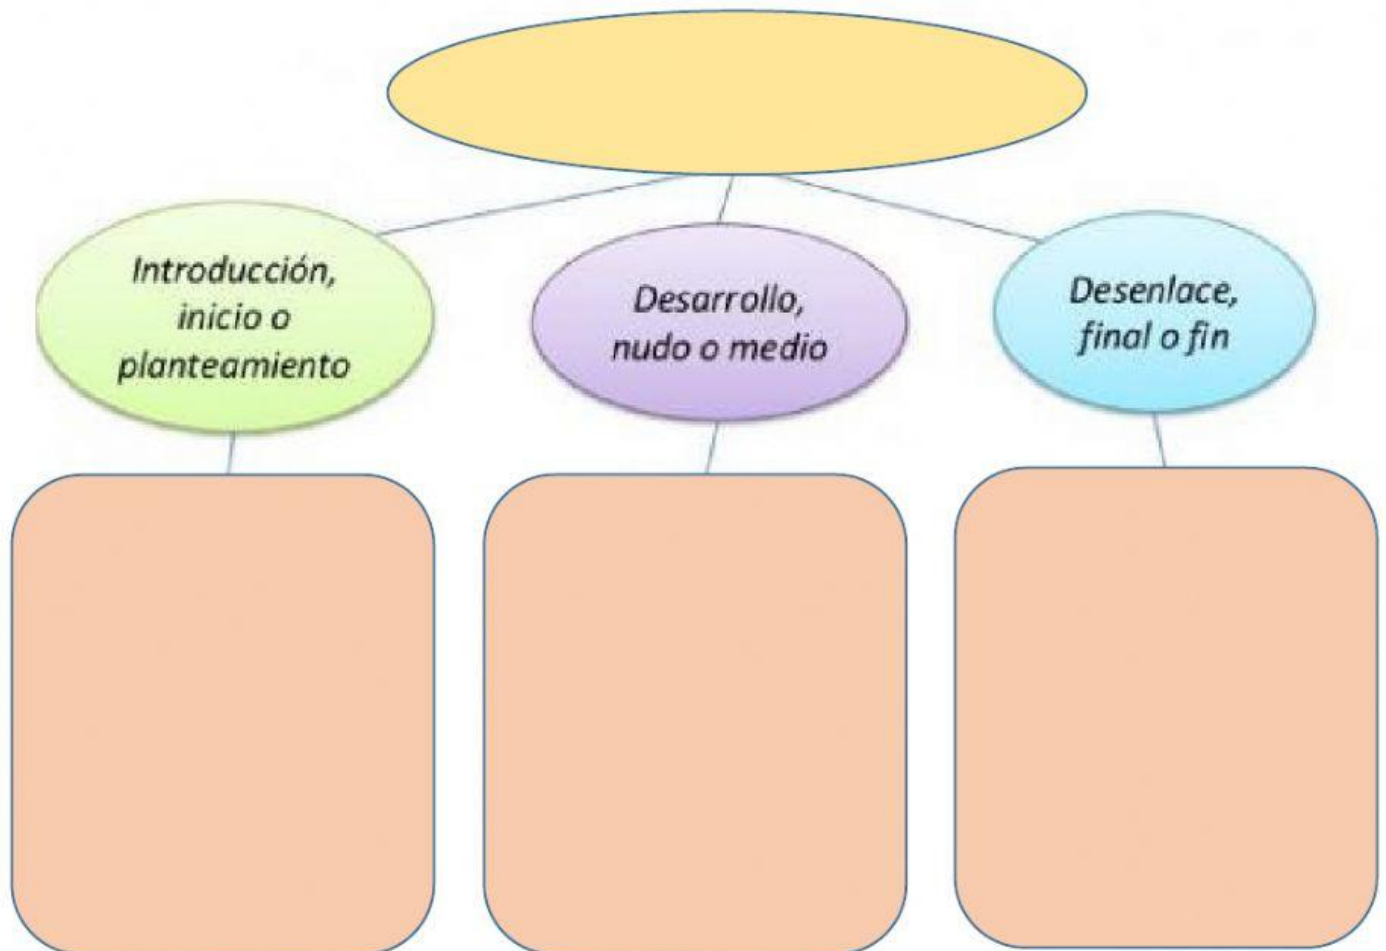 Introducción,
inicio o
planteamiento
Desarrollo,
nudo o medio
Desenlace,
final o fin